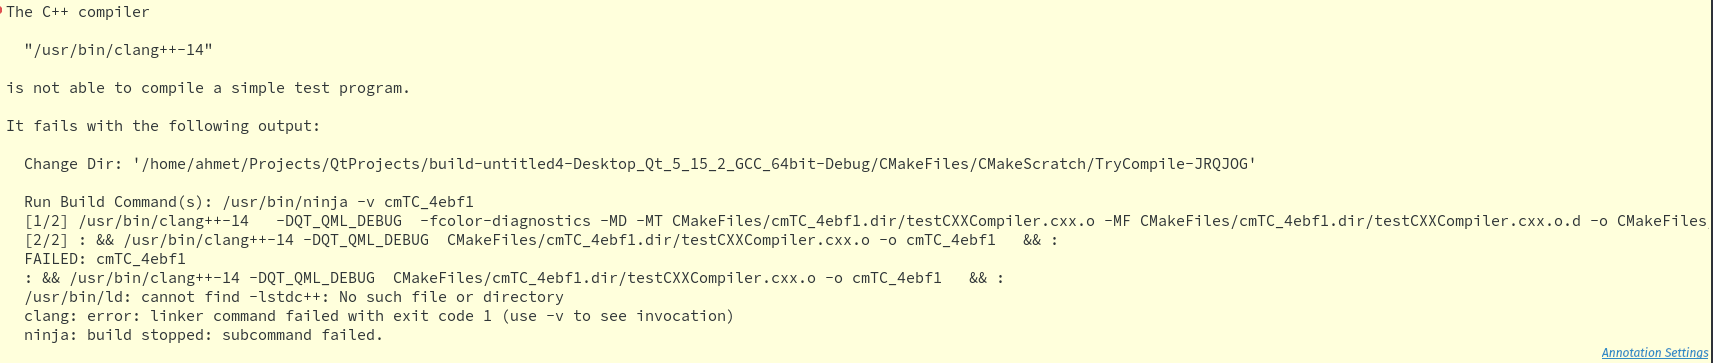 The C++ compiler
"/usr/bin/clang++-14"
is not able to compile a simple test program.
It fails with the following output:
Change Dir: '/home/ahmet/Projects/QtProjects/build-untitled4-Desktop_Qt_5_15_2_GCC_64bit-Debug/CMakeFiles/CMakeScratch/TryCompile-JRQJOG'
Run Build Command(s): /usr/bin/ninja -v cmTC_4ebf1
[1/2] /usr/bin/clang++-14   -DQT_QML_DEBUG  -fcolor-diagnostics -MD -MT CMakeFiles/cmTC_4ebf1.dir/testCXXCompiler.cxx.o -MF CMakeFiles/cmTC_4ebf1.dir/testCXXCompiler.cxx.o.d -o CMakeFiles
[2/2] : && /usr/bin/clang++-14 -DQT_QML_DEBUG  CMakeFiles/cmTC_4ebf1.dir/testCXXCompiler.cxx.o -o cmTC_4ebf1   && :
FAILED: cmTC_4ebf1
: && /usr/bin/clang++-14 -DQT_QML_DEBUG  CMakeFiles/cmTC_4ebf1.dir/testCXXCompiler.cxx.o -o cmTC_4ebf1   && :
/usr/bin/ld: cannot find -lstdc++: No such file or directory
clang: error: linker command failed with exit code 1 (use -v to see invocation)
ninja: build stopped: subcommand failed.
Annotation Settings